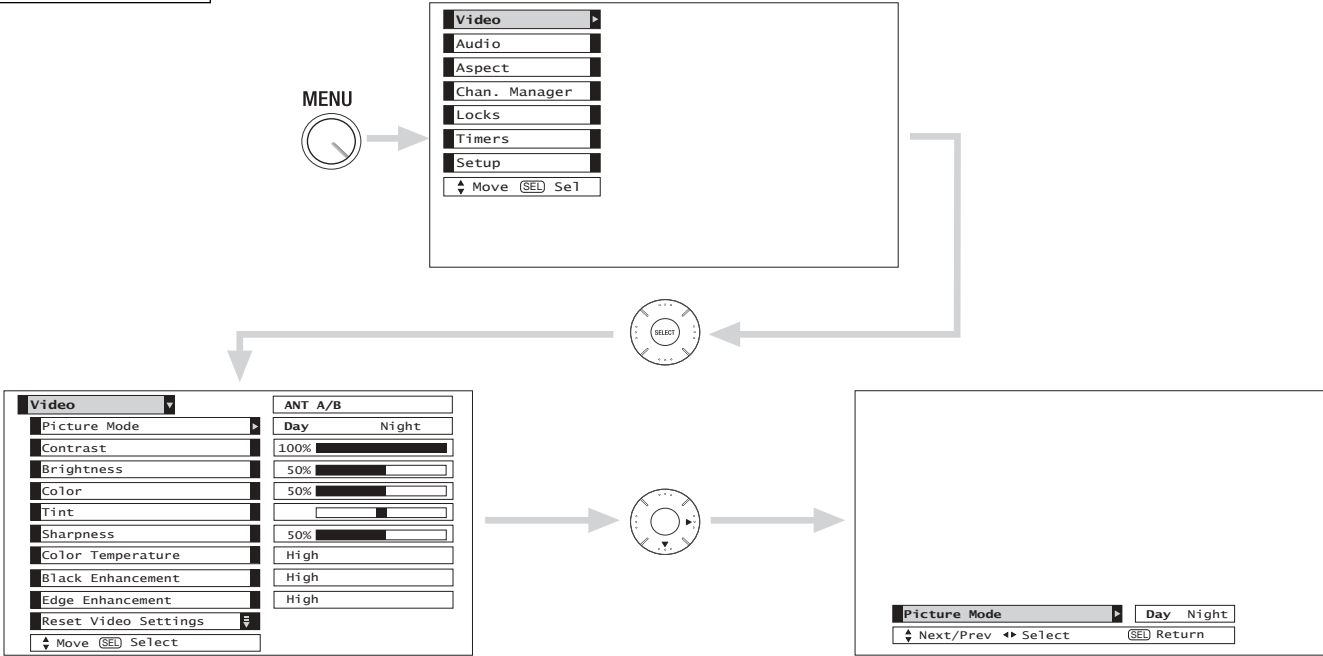 Video
Audio
Aspect
Chan. Manager
Locks
Timers
Setup
Move SEL Sel
MENU
SELECT
Video ANT A/B
Picture Mode Day Night
Contrast 100%
Brightness 50%
Color 50%
Tint
Sharpness 50%
Color Temperature High
Black Enhancement High
Edge Enhancement High
Reset Video Settings
Move SEL Select
Picture Mode Day Night
Next/Prev Select SEL Return